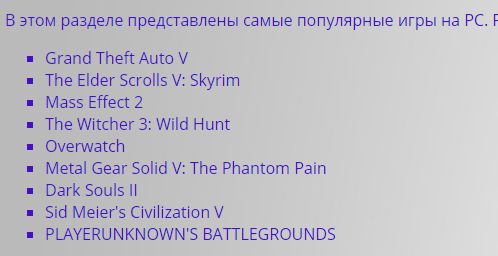 В этом разделе представлены самые популярные игры на PC.
Grand Theft Auto V
The Elder Scrolls V: Skyrim
Mass Effect 2
The Witcher 3: Wild Hunt
Overwatch
Metal Gear Solid V: The Phantom Pain
Dark Souls II
Sid Meier's Civilization V
PLAYERUNKNOWN'S BATTLEGROUNDS